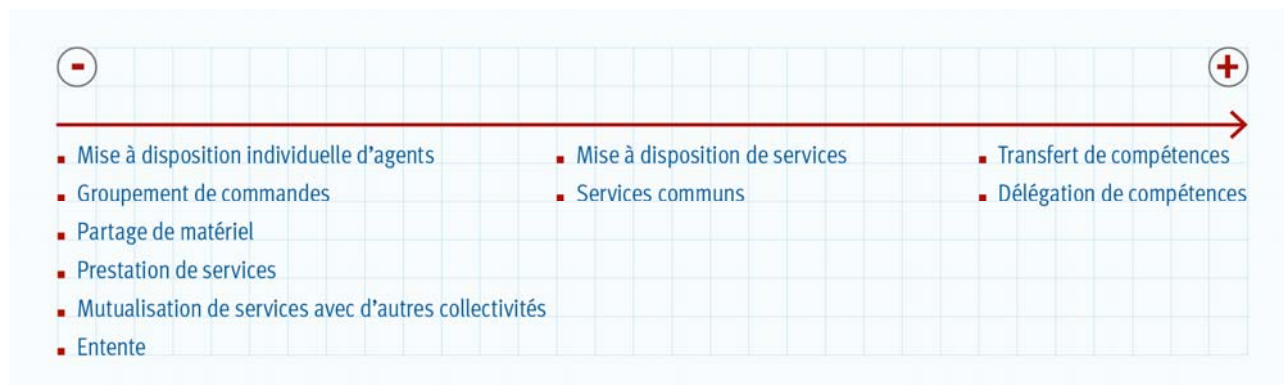 -
+
Mise à disposition individuelle d'agents
Groupement de commandes
Partage de matériel
Prestation de services
Mutualisation de services avec d'autres collectivités
Entente
Mise à disposition de services
Services communs
Transfert de compétences
Délégation de compétences